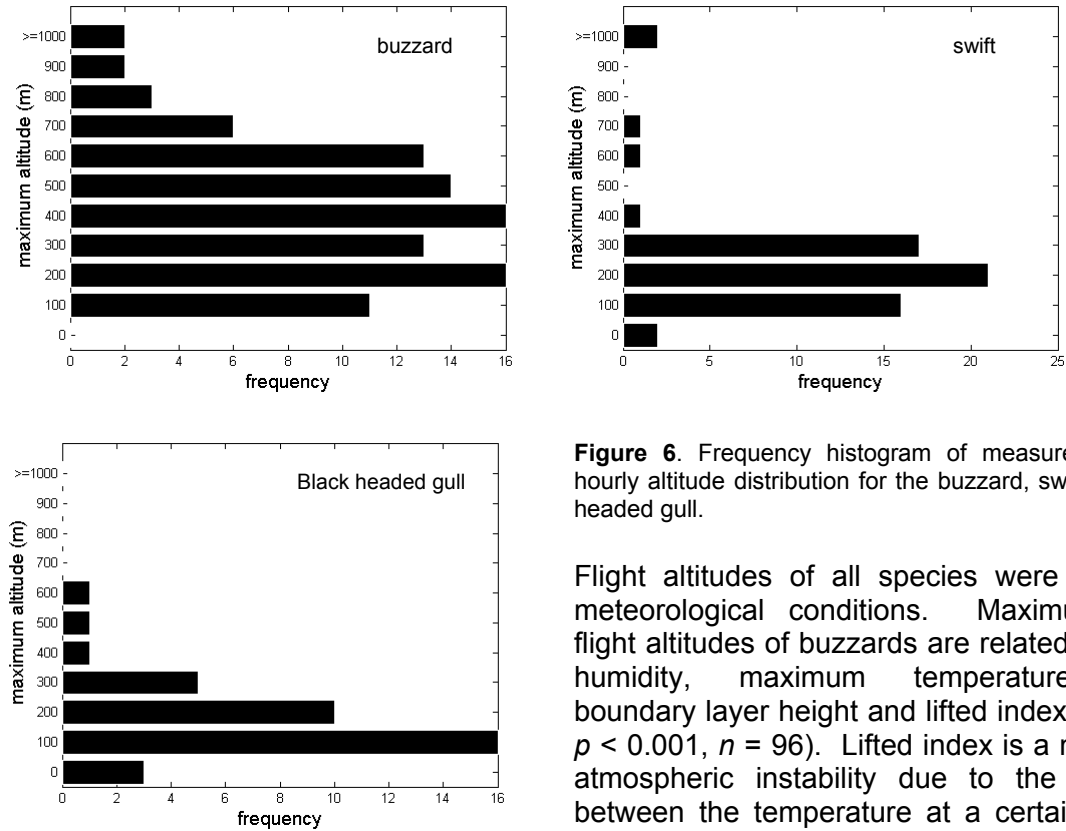 buzzard
maximum altitude (m)
>=1000
900
800
700
600
500
400
300
200
100
0
0 2 4 6 8 10 12 14 16
frequency
swift
maximum altitude (m)
>=1000
900
800
700
600
500
400
300
200
100
0
0 5 10 15 20 25
frequency
Black headed gull
maximum altitude (m)
>=1000
900
800
700
600
500
400
300
200
100
0
0 2 4 6 8 10 12 14 16
frequency
Figure 6. Frequency histogram of measure
hourly altitude distribution for the buzzard, sw
headed gull.
Flight altitudes of all species were
meteorological conditions. Maximu
flight altitudes of buzzards are related
humidity, maximum temperature
boundary layer height and lifted index
p < 0.001, n = 96). Lifted index is a
atmospheric instability due to the
between the temperature at a certai